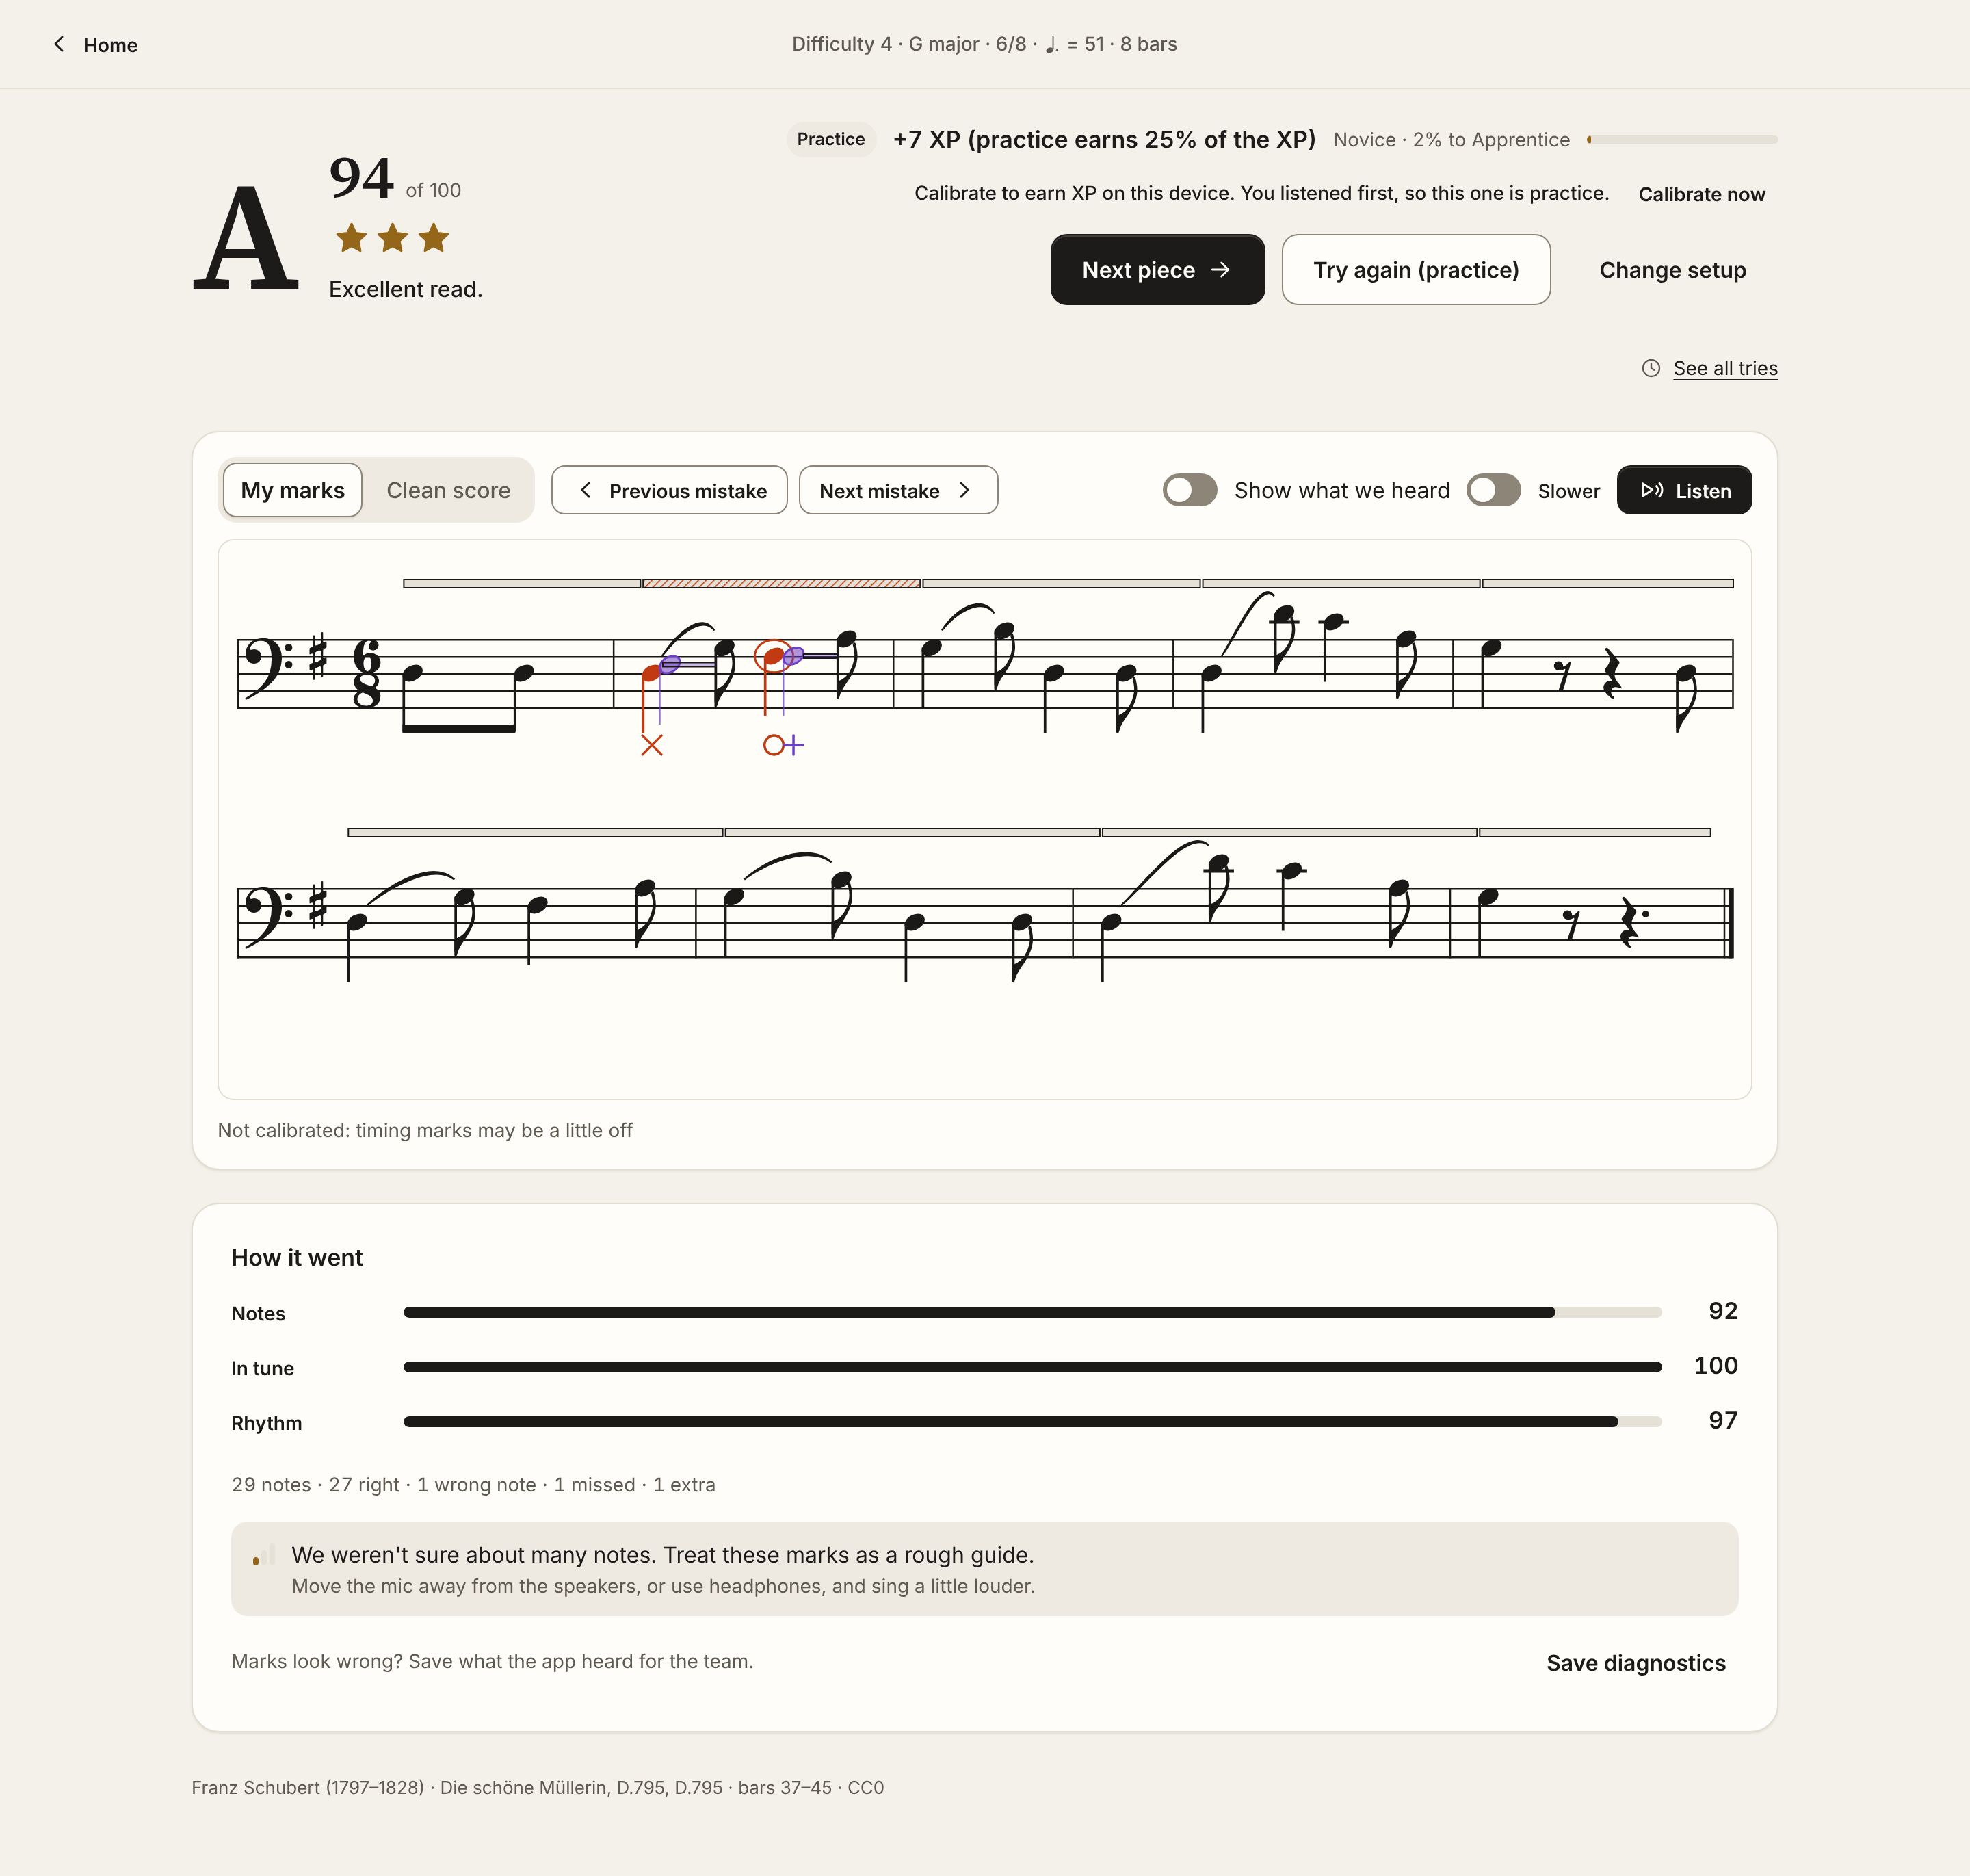 Home
Difficulty 4 · G major · 6/8 · ♩. = 51 · 8 bars
Practice +7 XP (practice earns 25% of the XP) Novice · 2% to Apprentice
A
94 of 100
Excellent read.
Calibrate to earn XP on this device. You listened first, so this one is practice. Calibrate now
Next piece → Try again (practice) Change setup
See all tries
My marks Clean score Previous mistake Next mistake Show what we heard Slower Listen
6
8
Not calibrated: timing marks may be a little off
How it went
Notes 92
In tune 100
Rhythm 97
29 notes · 27 right · 1 wrong note · 1 missed · 1 extra
We weren't sure about many notes. Treat these marks as a rough guide.
Move the mic away from the speakers, or use headphones, and sing a little louder.
Marks look wrong? Save what the app heard for the team. Save diagnostics
Franz Schubert (1797–1828) · Die schöne Müllerin, D.795, D.795 · bars 37–45 · CC0